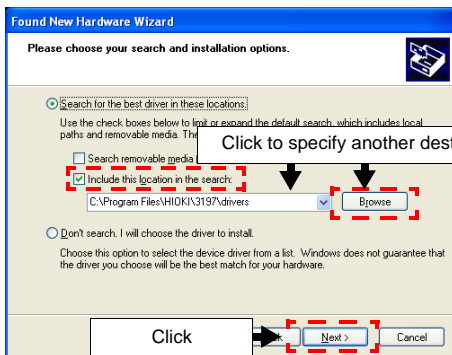 Found New Hardware Wizard
Please choose your search and installation options.
Search for the best driver in these locations.
Use the check boxes below to limit or expand the default search, which includes local
paths and removable media. The
Click to specify another dest
Search removable media
Include this location in the search:
C:\Program Files\HIOKI\3197\drivers
Browse
Don't search. I will choose the driver to install.
Choose this option to select the device driver from a list. Windows does not guarantee that
the driver you choose will be the best match for your hardware.
Click
Next >
Cancel